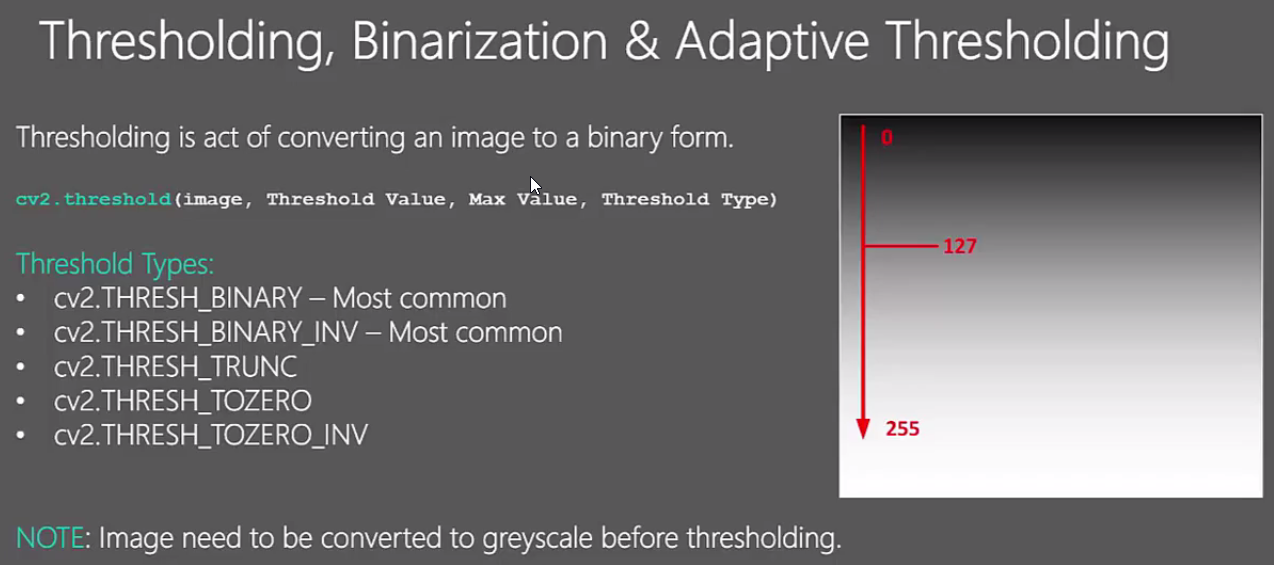 Thresholding, Binarization & Adaptive Thresholding
Thresholding is act of converting an image to a binary form.
cv2.threshold(image, Threshold Value, Max Value, Threshold Type)
Threshold Types:
• cv2.THRESH_BINARY – Most common
• cv2.THRESH_BINARY_INV – Most common
• cv2.THRESH_TRUNC
• cv2.THRESH_TOZERO
• cv2.THRESH_TOZERO_INV
NOTE: Image need to be converted to greyscale before thresholding.
0
127
255